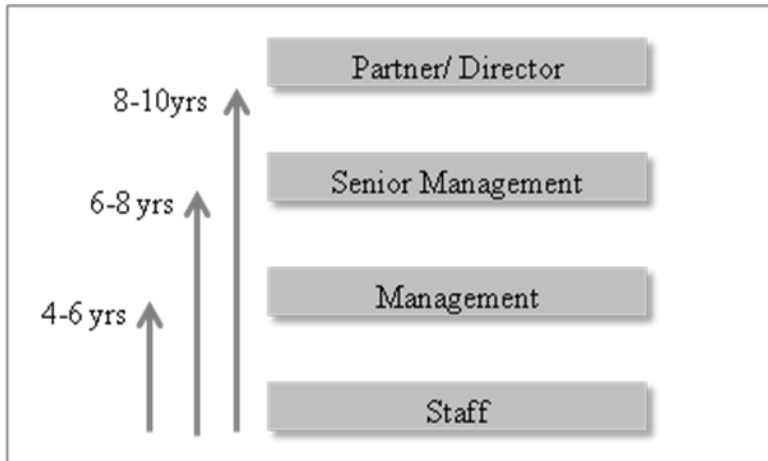 Partner/ Director
8-10yrs
Senior Management
6-8 yrs
Management
4-6 yrs
Staff